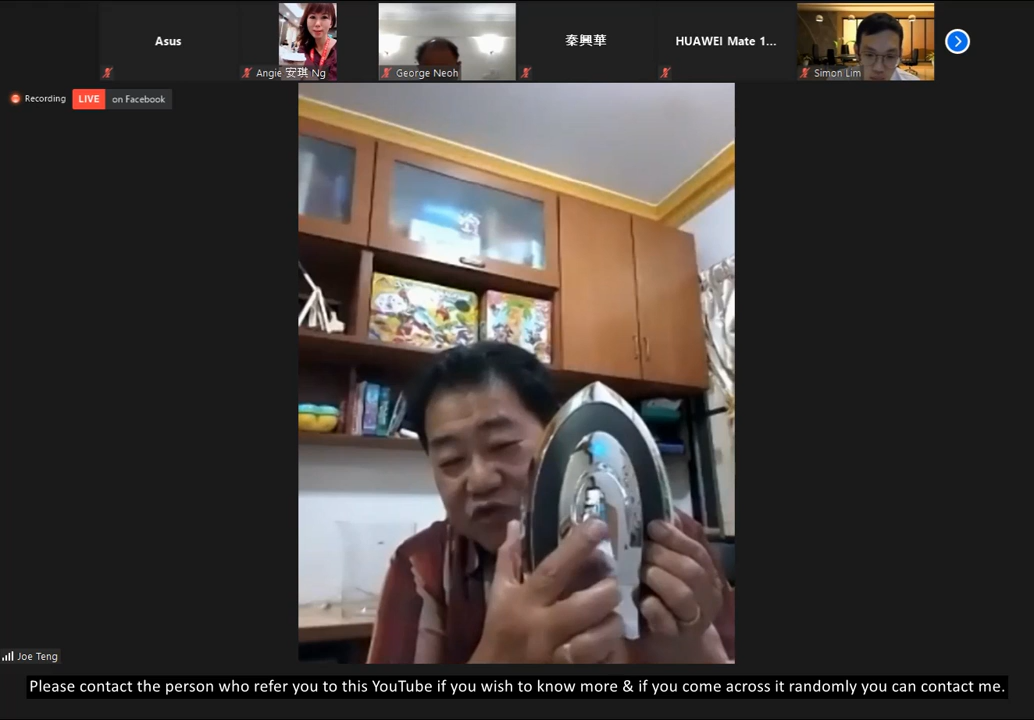 Asus
Angie 安琪 Ng
George Neoh
秦興華
HUAWEI Mate 1...
Simon Lim
Recording
LIVE on Facebook
Joe Teng
Please contact the person who refer you to this YouTube if you wish to know more & if you come across it randomly you can contact me.